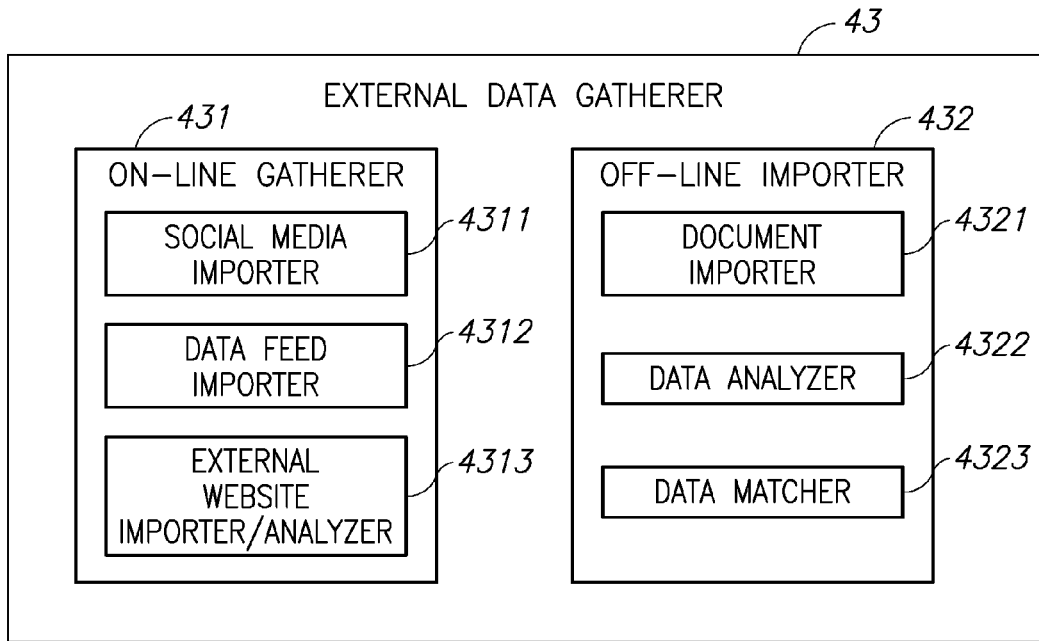 43
EXTERNAL DATA GATHERER
431
ON-LINE GATHERER
SOCIAL MEDIA
IMPORTER
4311
DATA FEED
IMPORTER
4312
EXTERNAL
WEBSITE
IMPORTER/ANALYZER
4313
432
OFF-LINE IMPORTER
DOCUMENT
IMPORTER
4321
DATA ANALYZER
4322
DATA MATCHER
4323